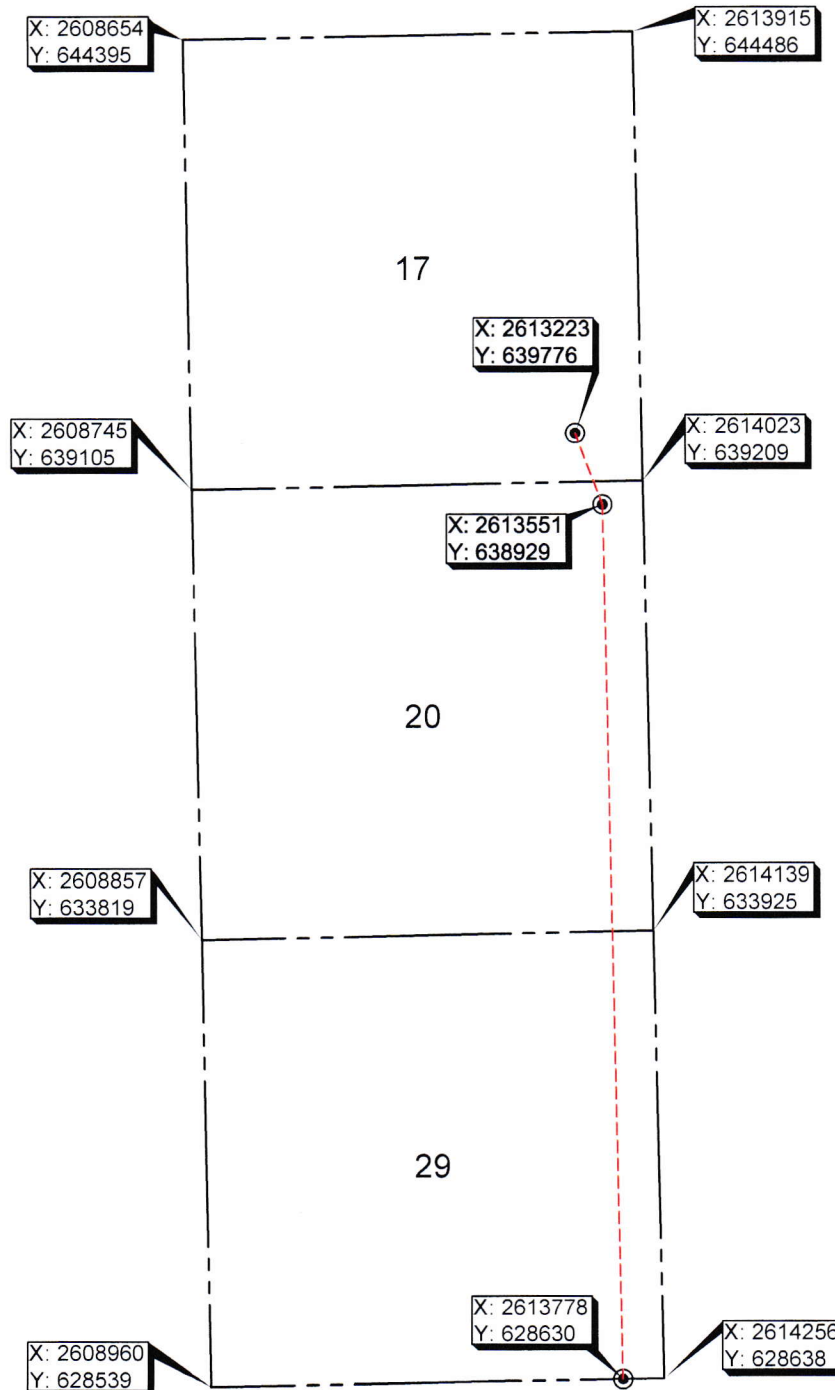 X: 2608654
Y: 644395
X: 2613915
Y: 644486
17
X: 2613223
Y: 639776
X: 2608745
Y: 639105
X: 2614023
Y: 639209
X: 2613551
Y: 638929
20
X: 2608857
Y: 633819
X: 2614139
Y: 633925
29
X: 2613778
Y: 628630
X: 2614256
Y: 628638
X: 2608960
Y: 628539